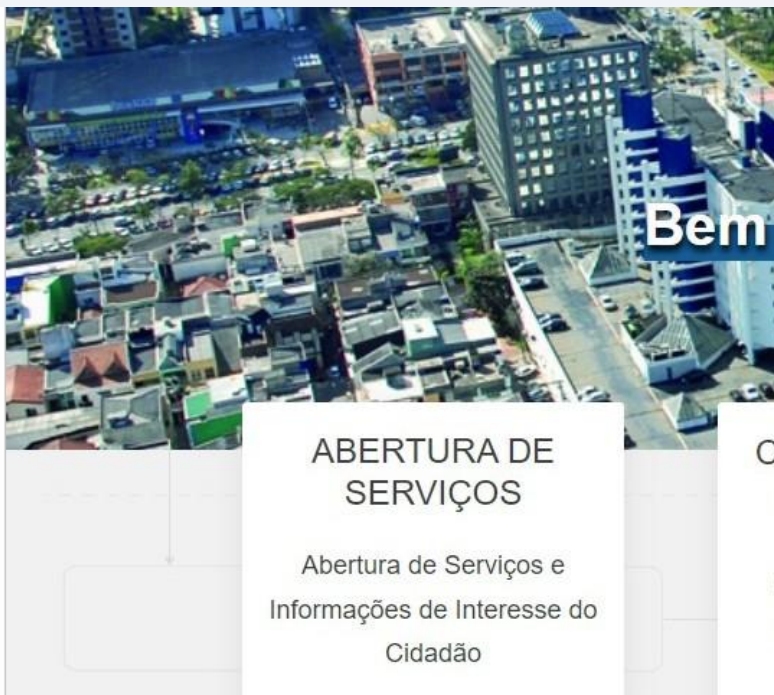 Bem
ABERTURA DE
SERVIÇOS
Abertura de Serviços e
Informações de Interesse do
Cidadão